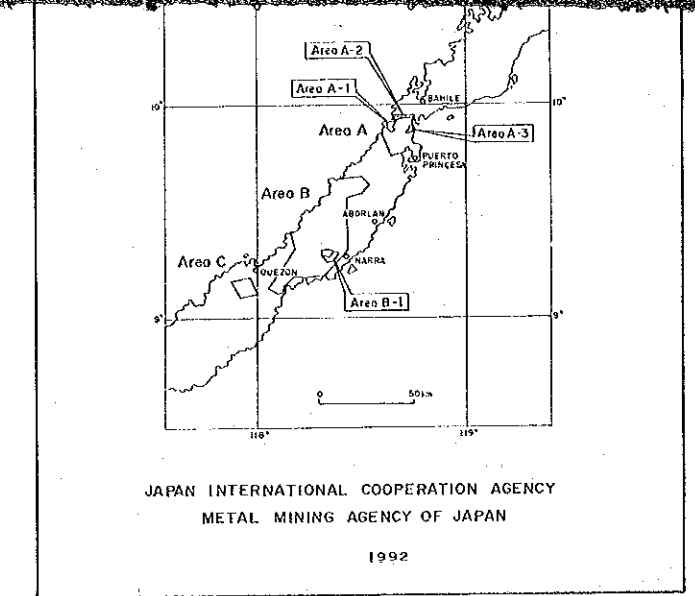 Area A-2
Area A-1
10°
BAHILE
10°
Area A
Area A-3
PUERTO
PRINCESA
Area B
ABORLAN
Area C
QUEZON
NARRA
Area B-1
9°
9°
0 50km
118°
119°
JAPAN INTERNATIONAL COOPERATION AGENCY
METAL MINING AGENCY OF JAPAN
1992